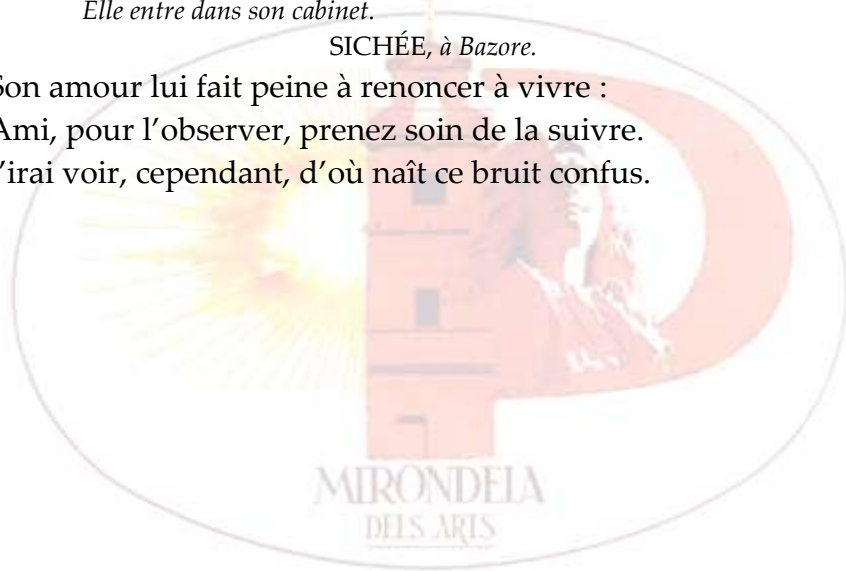 Elle entre dans son cabinet.
SICHÉE, à Bazore.
Son amour lui fait peine à renoncer à vivre :
Ami, pour l’observer, prenez soin de la suivre.
J’irai voir, cependant, d’où naît ce bruit confus.
MIRONDELA
DELS ARTS